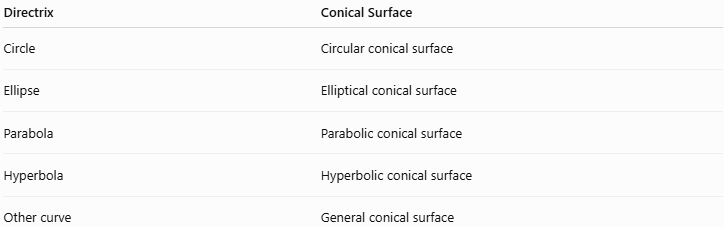 Directrix Conical Surface
Circle Circular conical surface
Ellipse Elliptical conical surface
Parabola Parabolic conical surface
Hyperbola Hyperbolic conical surface
Other curve General conical surface